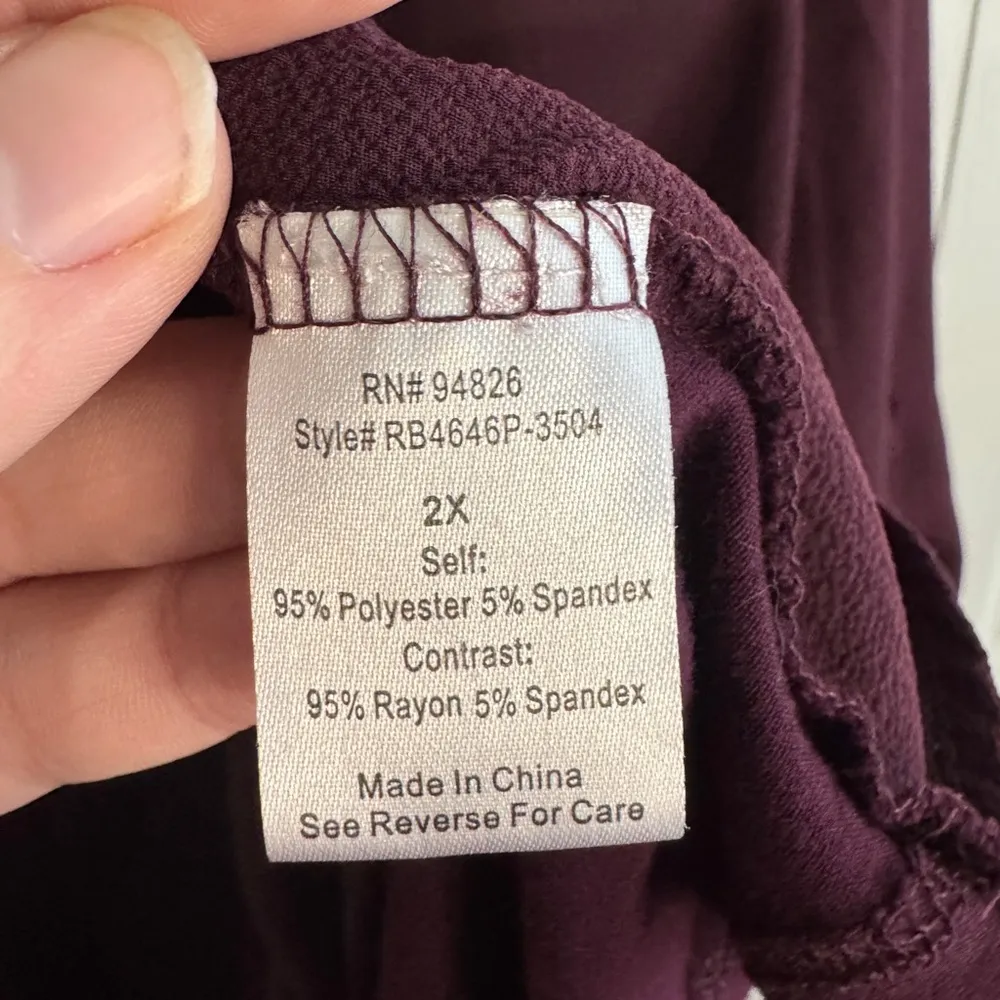 RN# 94826
Style# RB4646P-3504
2X
Self:
95% Polyester 5% Spandex
Contrast:
95% Rayon 5% Spandex
Made In China
See Reverse For Care